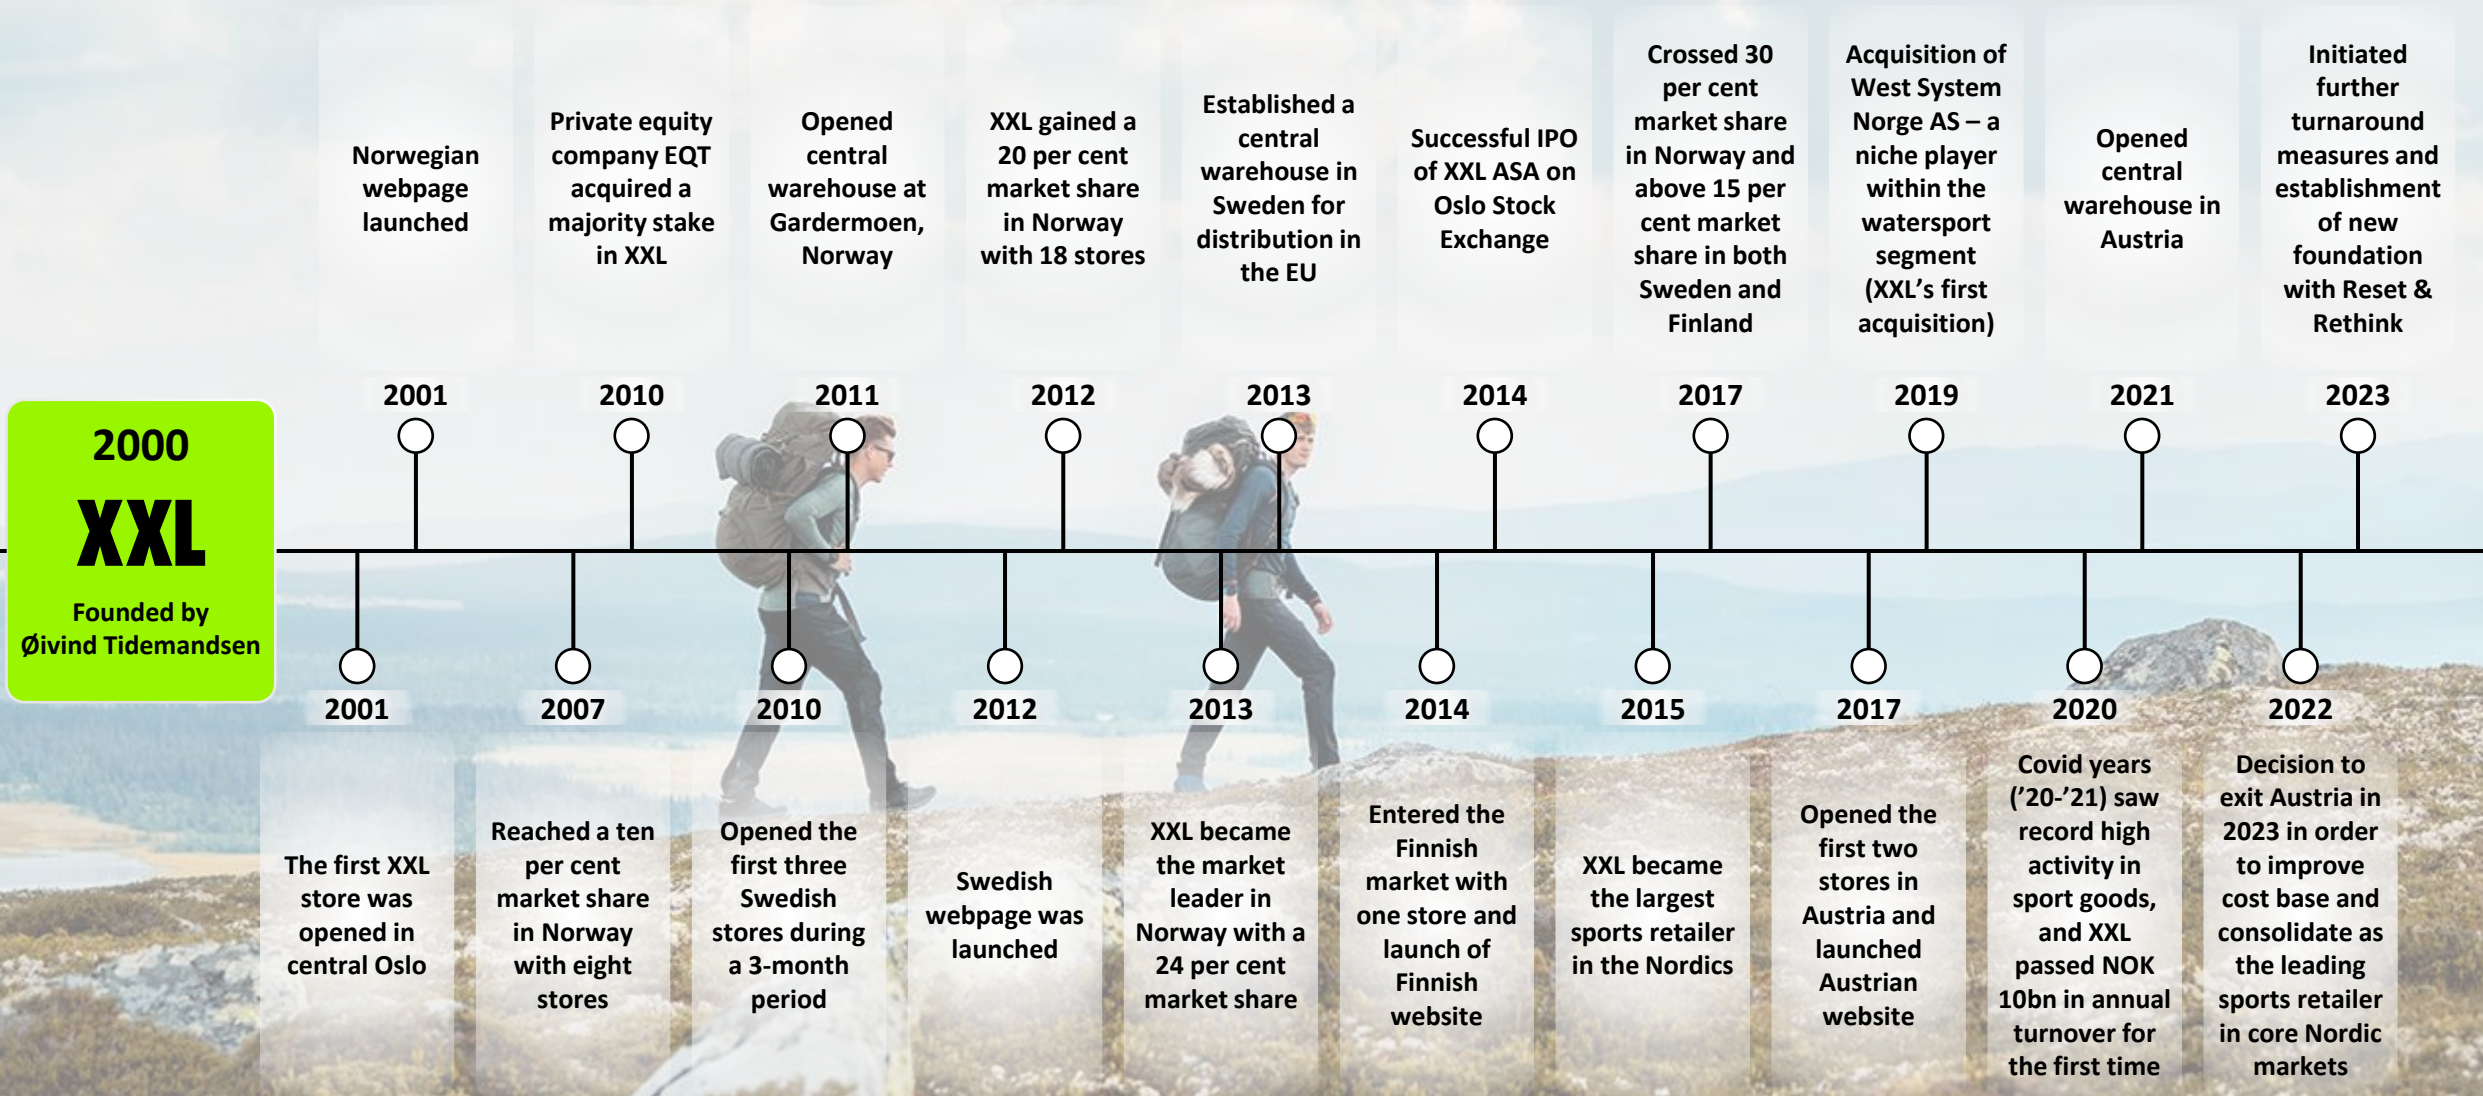 2000
XXL
Founded by
Øivind Tidemandsen
Norwegian
webpage
launched
2001
Private equity
company EQT
acquired a
majority stake
in XXL
2010
Opened
central
warehouse at
Gardermoen,
Norway
2011
XXL gained a
20 per cent
market share
in Norway
with 18 stores
2012
Established a
central
warehouse in
Sweden for
distribution in
the EU
2013
Successful IPO
of XXL ASA on
Oslo Stock
Exchange
2014
Crossed 30
per cent
market share
in Norway and
above 15 per
cent market
share in both
Sweden and
Finland
2017
Acquisition of
West System
Norge AS – a
niche player
within the
watersport
segment
(XXL’s first
acquisition)
2019
Opened
central
warehouse in
Austria
2021
Initiated
further
turnaround
measures and
establishment
of new
foundation
with Reset &
Rethink
2023
2001
The first XXL
store was
opened in
central Oslo
2007
Reached a ten
per cent
market share
in Norway
with eight
stores
2010
Opened the
first three
Swedish
stores during
a 3-month
period
2012
Swedish
webpage was
launched
2013
XXL became
the market
leader in
Norway with a
24 per cent
market share
2014
Entered the
Finnish
market with
one store and
launch of
Finnish
website
2015
XXL became
the largest
sports retailer
in the Nordics
2017
Opened the
first two
stores in
Austria and
launched
Austrian
website
2020
Covid years
(’20-’21) saw
record high
activity in
sport goods,
and XXL
passed NOK
10bn in annual
turnover for
the first time
2022
Decision to
exit Austria in
2023 in order
to improve
cost base and
consolidate as
the leading
sports retailer
in core Nordic
markets